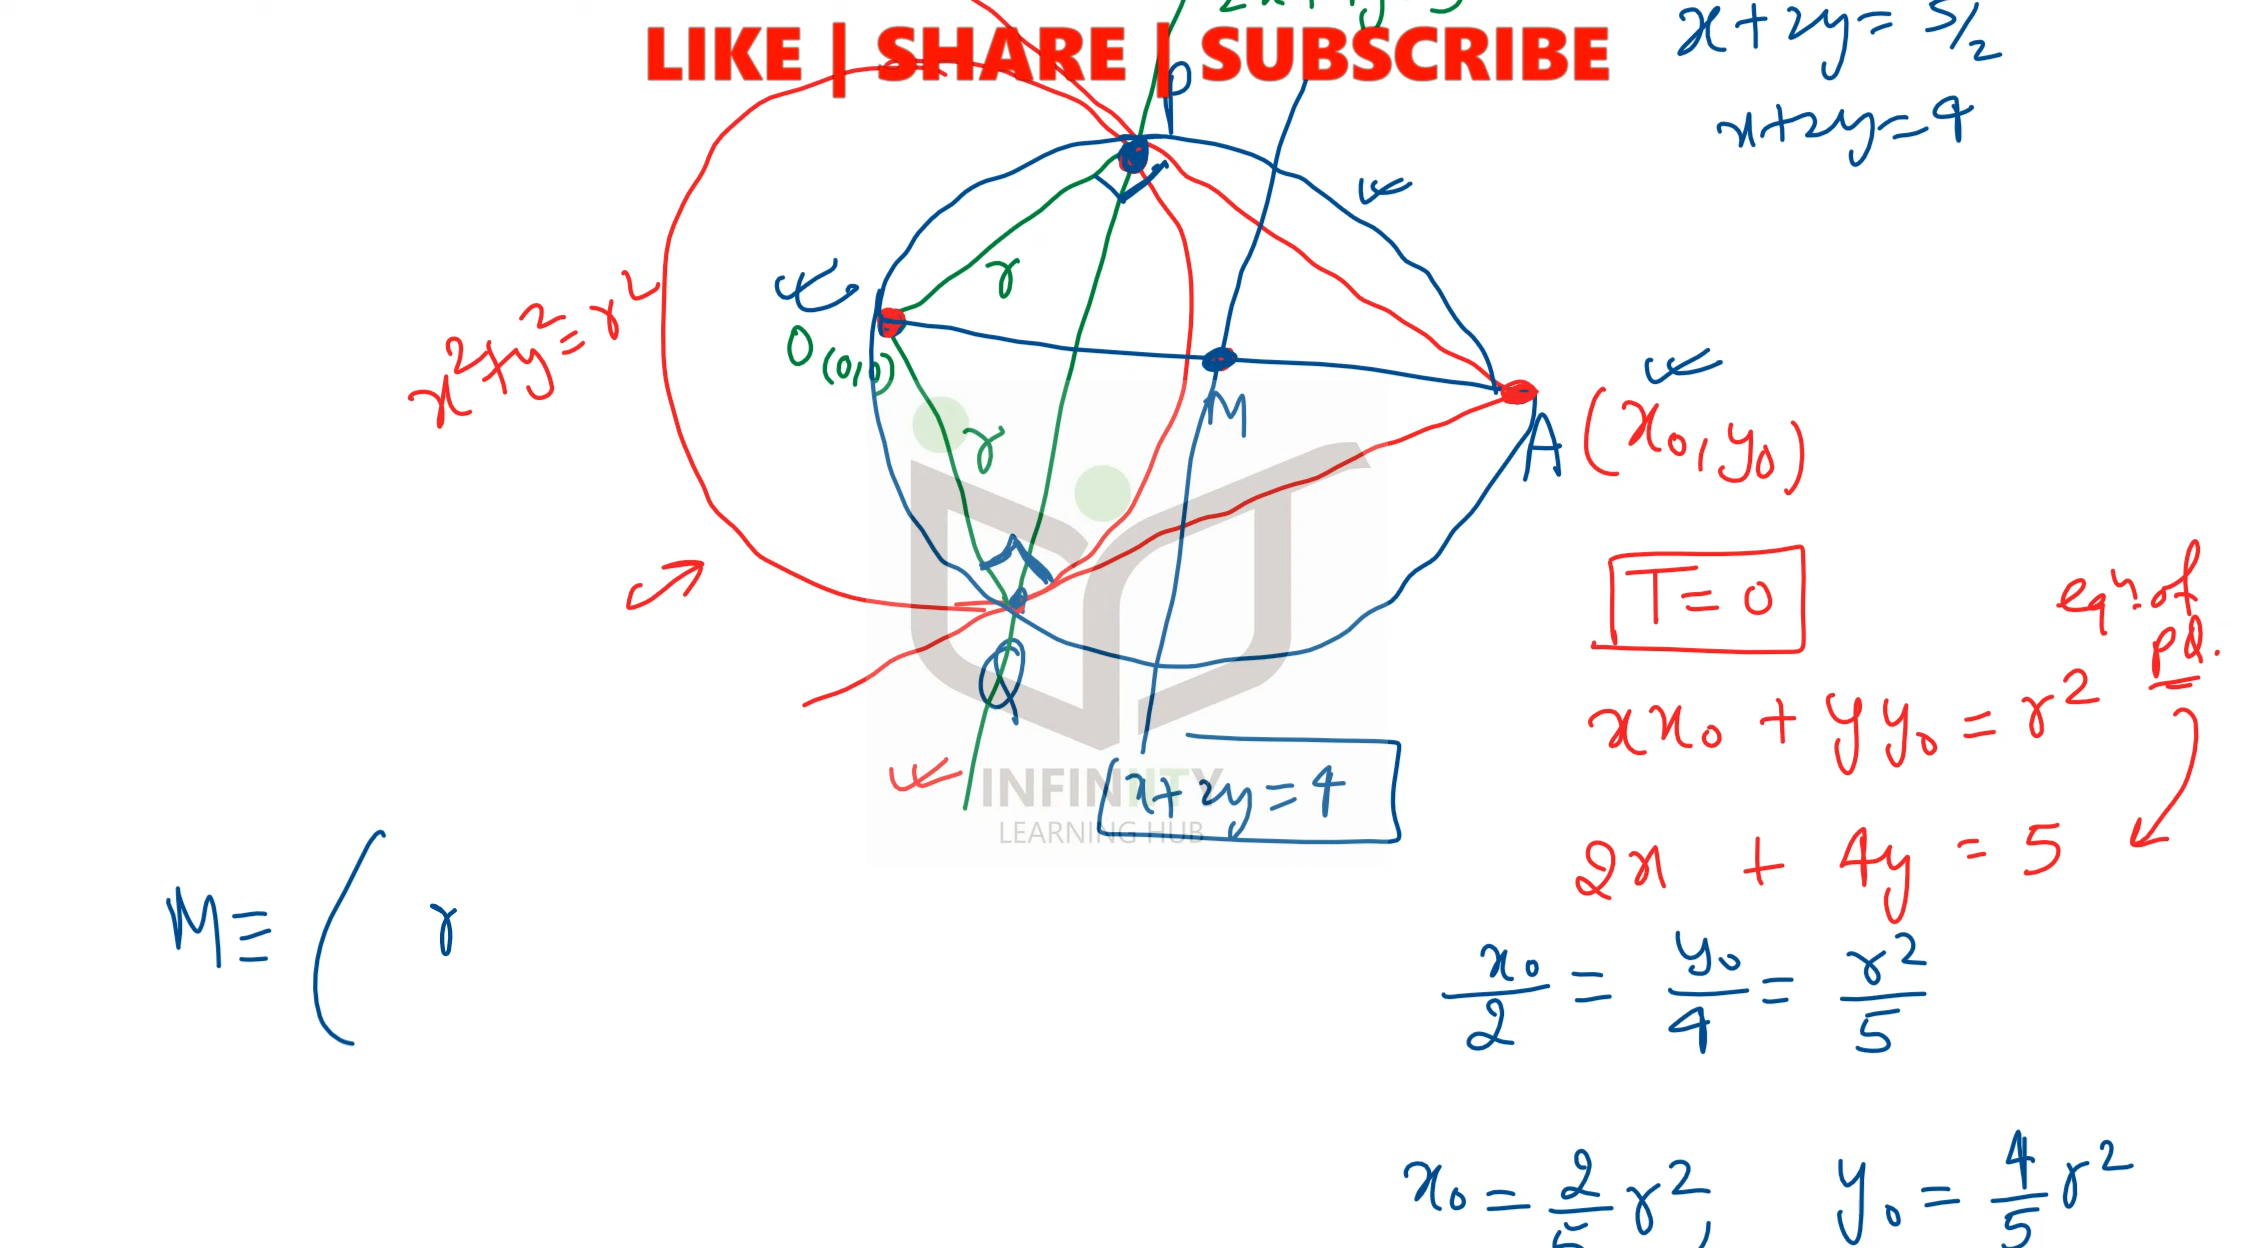 LIKE | SHARE | SUBSCRIBE
x+2y = 5/2
x+2y=4
P
r
x²+y²=r²
O(0,0)
M
r
A (x₀,y₀)
T=0
eqⁿ. of PQ.
Q
xx₀ + yy₀ = r²
INFINIITY
x+2y=4
LEARNING HUB
2x + 4y = 5
M≡ ( r
x₀/2 = y₀/4 = r²/5
x₀ = 2/5 r², y₀ = 4/5 r²